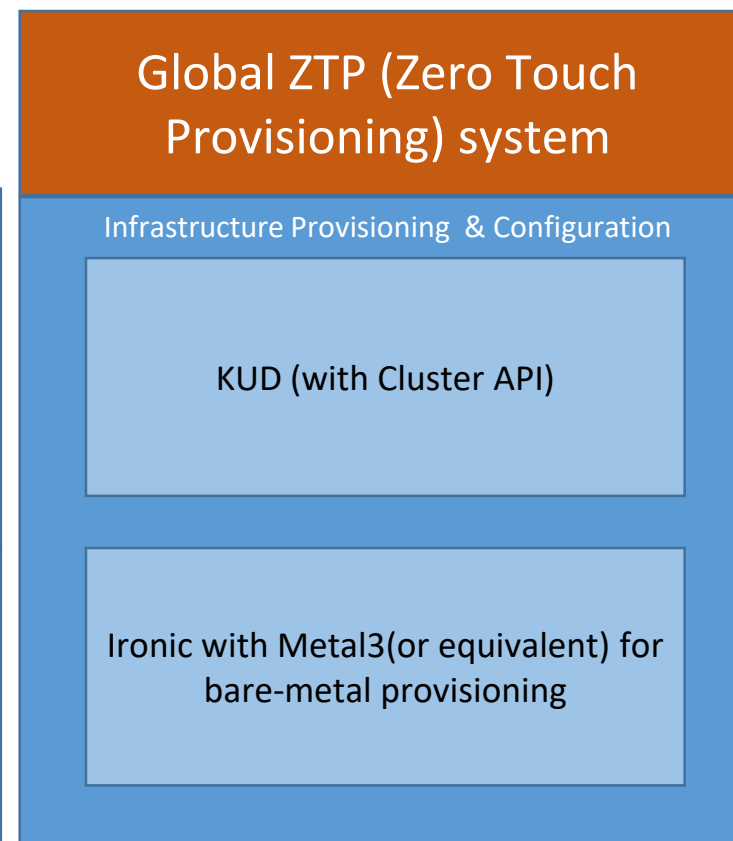 Global ZTP (Zero Touch
Provisioning) system
Infrastructure Provisioning & Configuration
KUD (with Cluster API)
Ironic with Metal3(or equivalent) for
bare-metal provisioning